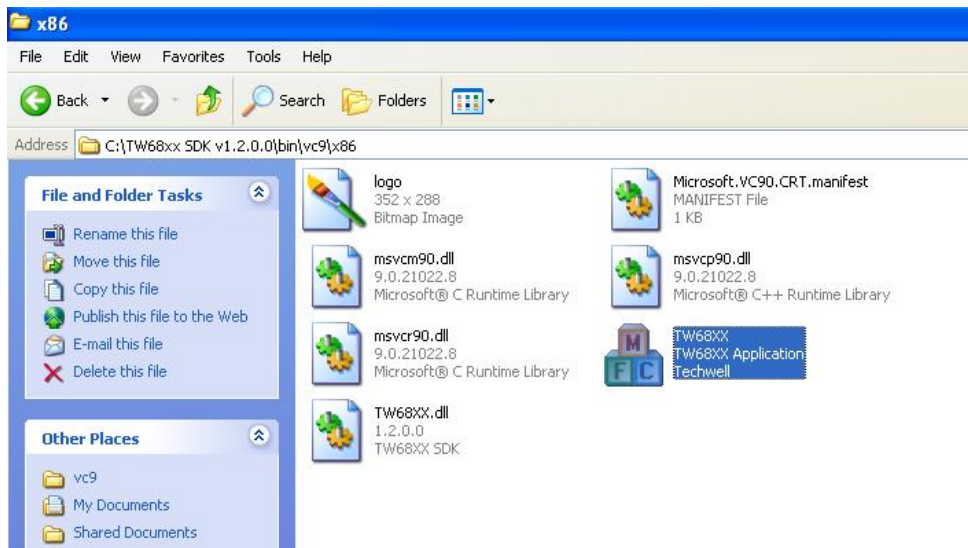 x86
File Edit View Favorites Tools Help
Back Search Folders
Address C:\TW68xx SDK v1.2.0.0\bin\vc9\x86
File and Folder Tasks
Rename this file
Move this file
Copy this file
Publish this file to the Web
E-mail this file
Delete this file
Other Places
vc9
My Documents
Shared Documents
logo
352 x 288
Bitmap Image
Microsoft.VC90.CRT.manifest
MANIFEST File
1 KB
msvcm90.dll
9.0.21022.8
Microsoft® C Runtime Library
msvcp90.dll
9.0.21022.8
Microsoft® C++ Runtime Library
msvcr90.dll
9.0.21022.8
Microsoft® C Runtime Library
M
F C
TW68XX
TW68XX Application
Techwell
TW68XX.dll
1.2.0.0
TW68XX SDK